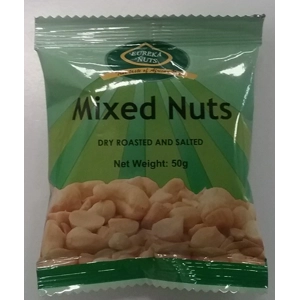 EUREKA
NUTS
Mixed Nuts
DRY ROASTED AND SALTED
Net Weight: 50g